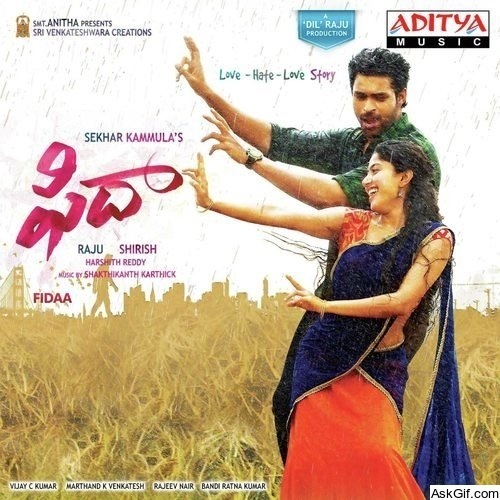 SMT.ANITHA PRESENTS
SRI VENKATESHWARA CREATIONS
A
'DIL' RAJU
PRODUCTION
ADITYA
MUSIC
Love - Hate - Love Story
SEKHAR KAMMULA'S
ఫిదా
RAJU SHIRISH
HARSHITH REDDY
MUSIC BY SHAKTHIKANTH KARTHICK
FIDAA
VIJAY C KUMAR MARTHAND K VENKATESH RAJEEV NAIR BANDI RATNA KUMAR
AskGif.com